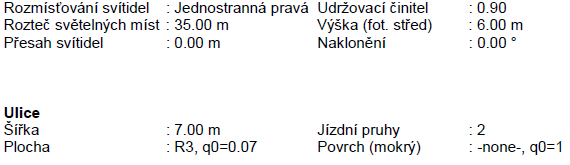 Rozmísťování svítidel : Jednostranná pravá Udržovací činitel : 0.90
Rozteč světelných míst : 35.00 m Výška (fot. střed) : 6.00 m
Přesah svítidel : 0.00 m Naklonění : 0.00 °
Ulice
Šířka : 7.00 m Jízdní pruhy : 2
Plocha : R3, q0=0.07 Povrch (mokrý) : -none-, q0=1